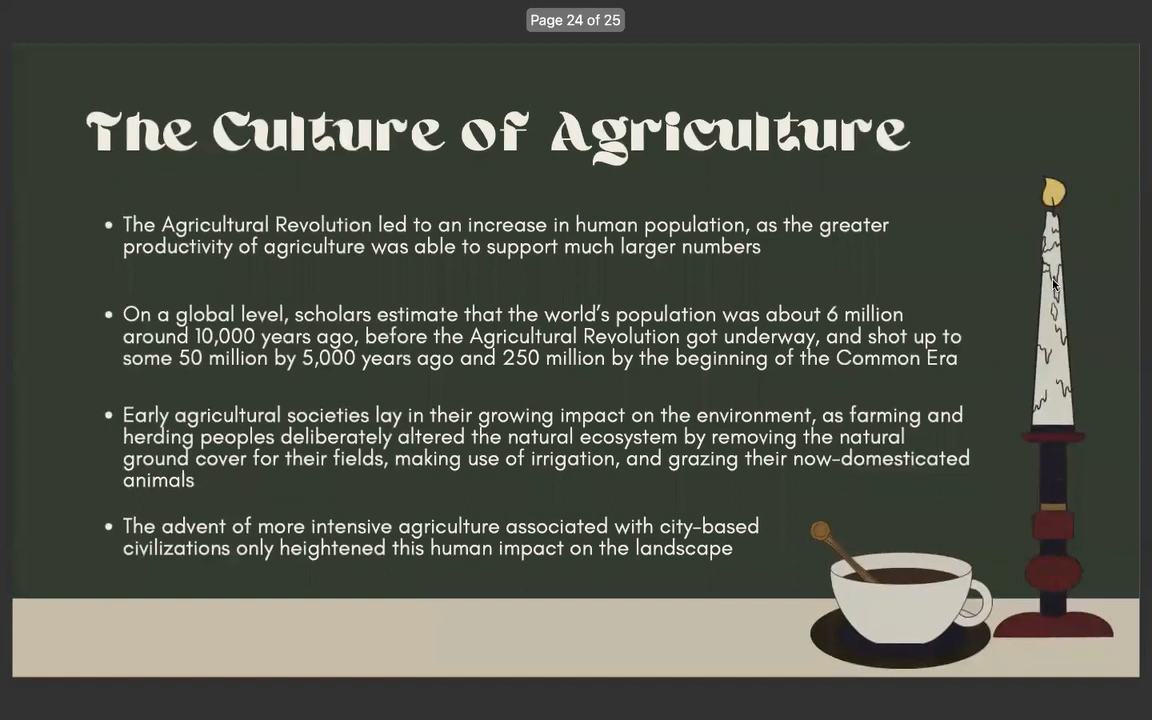 Page 24 of 25
The Culture of Agriculture
• The Agricultural Revolution led to an increase in human population, as the greater
productivity of agriculture was able to support much larger numbers
• On a global level, scholars estimate that the world's population was about 6 million
around 10,000 years ago, before the Agricultural Revolution got underway, and shot up to
some 50 million by 5,000 years ago and 250 million by the beginning of the Common Era
• Early agricultural societies lay in their growing impact on the environment, as farming and
herding peoples deliberately altered the natural ecosystem by removing the natural
ground cover for their fields, making use of irrigation, and grazing their now-domesticated
animals
• The advent of more intensive agriculture associated with city-based
civilizations only heightened this human impact on the landscape